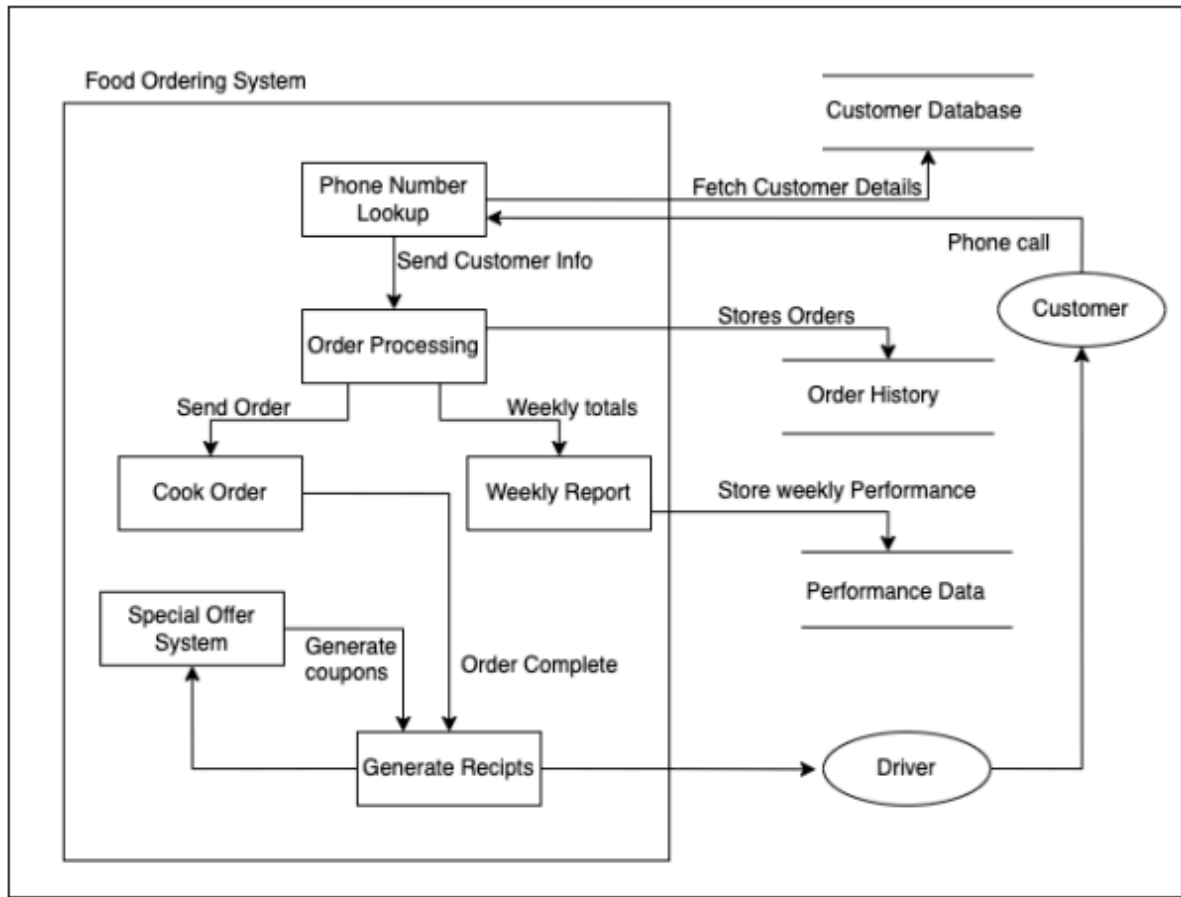 Food Ordering System
Customer Database
Phone Number
Lookup
Fetch Customer Details
Phone call
Send Customer Info
Customer
Stores Orders
Order Processing
Order History
Send Order
Weekly totals
Cook Order
Weekly Report
Store weekly Performance
Performance Data
Special Offer
System
Generate
coupons
Order Complete
Generate Recipts
Driver